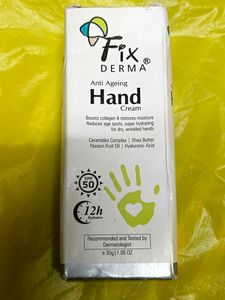 Fix
DERMA®
Anti Ageing
Hand
Cream
Boosts collagen & restores moisture
Reduces age spots, super hydrating
for dry, wrinkled hands
Ceramides Complex | Shea Butter
Passion Fruit Oil | Hyaluronic Acid
SPF
50
12h
Hydration
Recommended and Tested by
Dermatologist
e 30g | 1.05 OZ